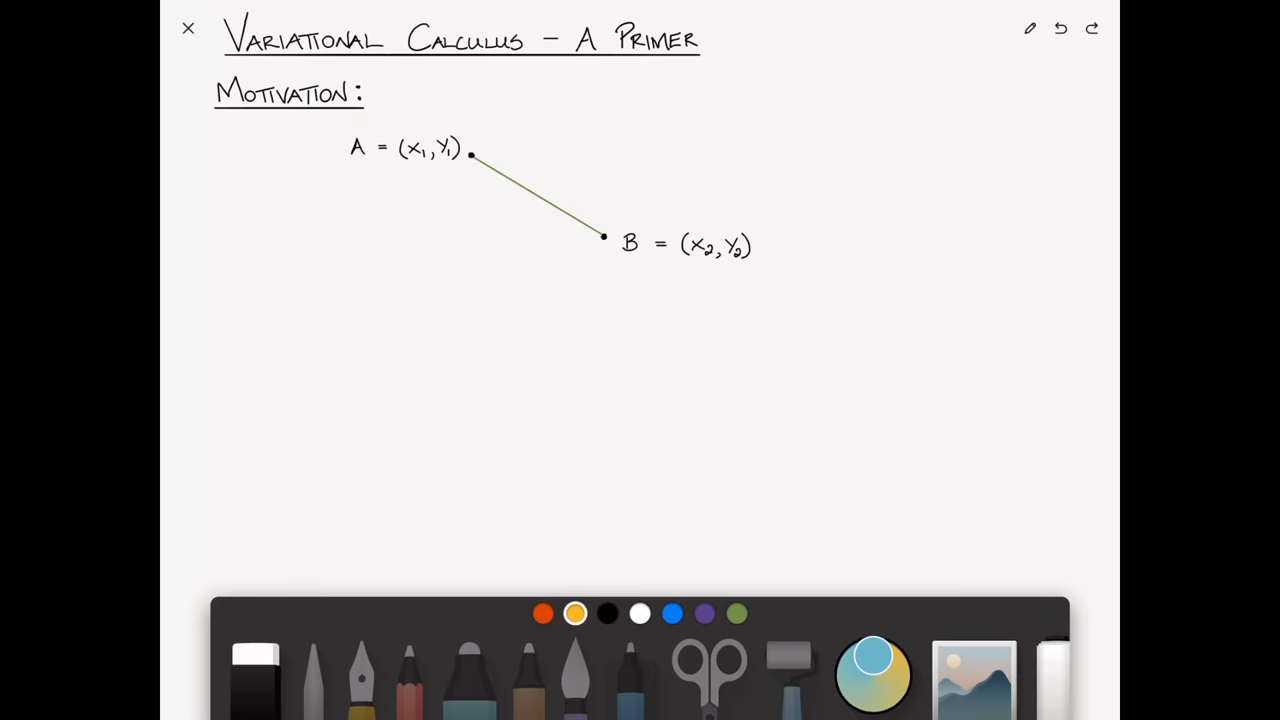 VARIATIONAL CALCULUS – A PRIMER
MOTIVATION:
A = (x₁, y₁)
B = (x₂, y₂)